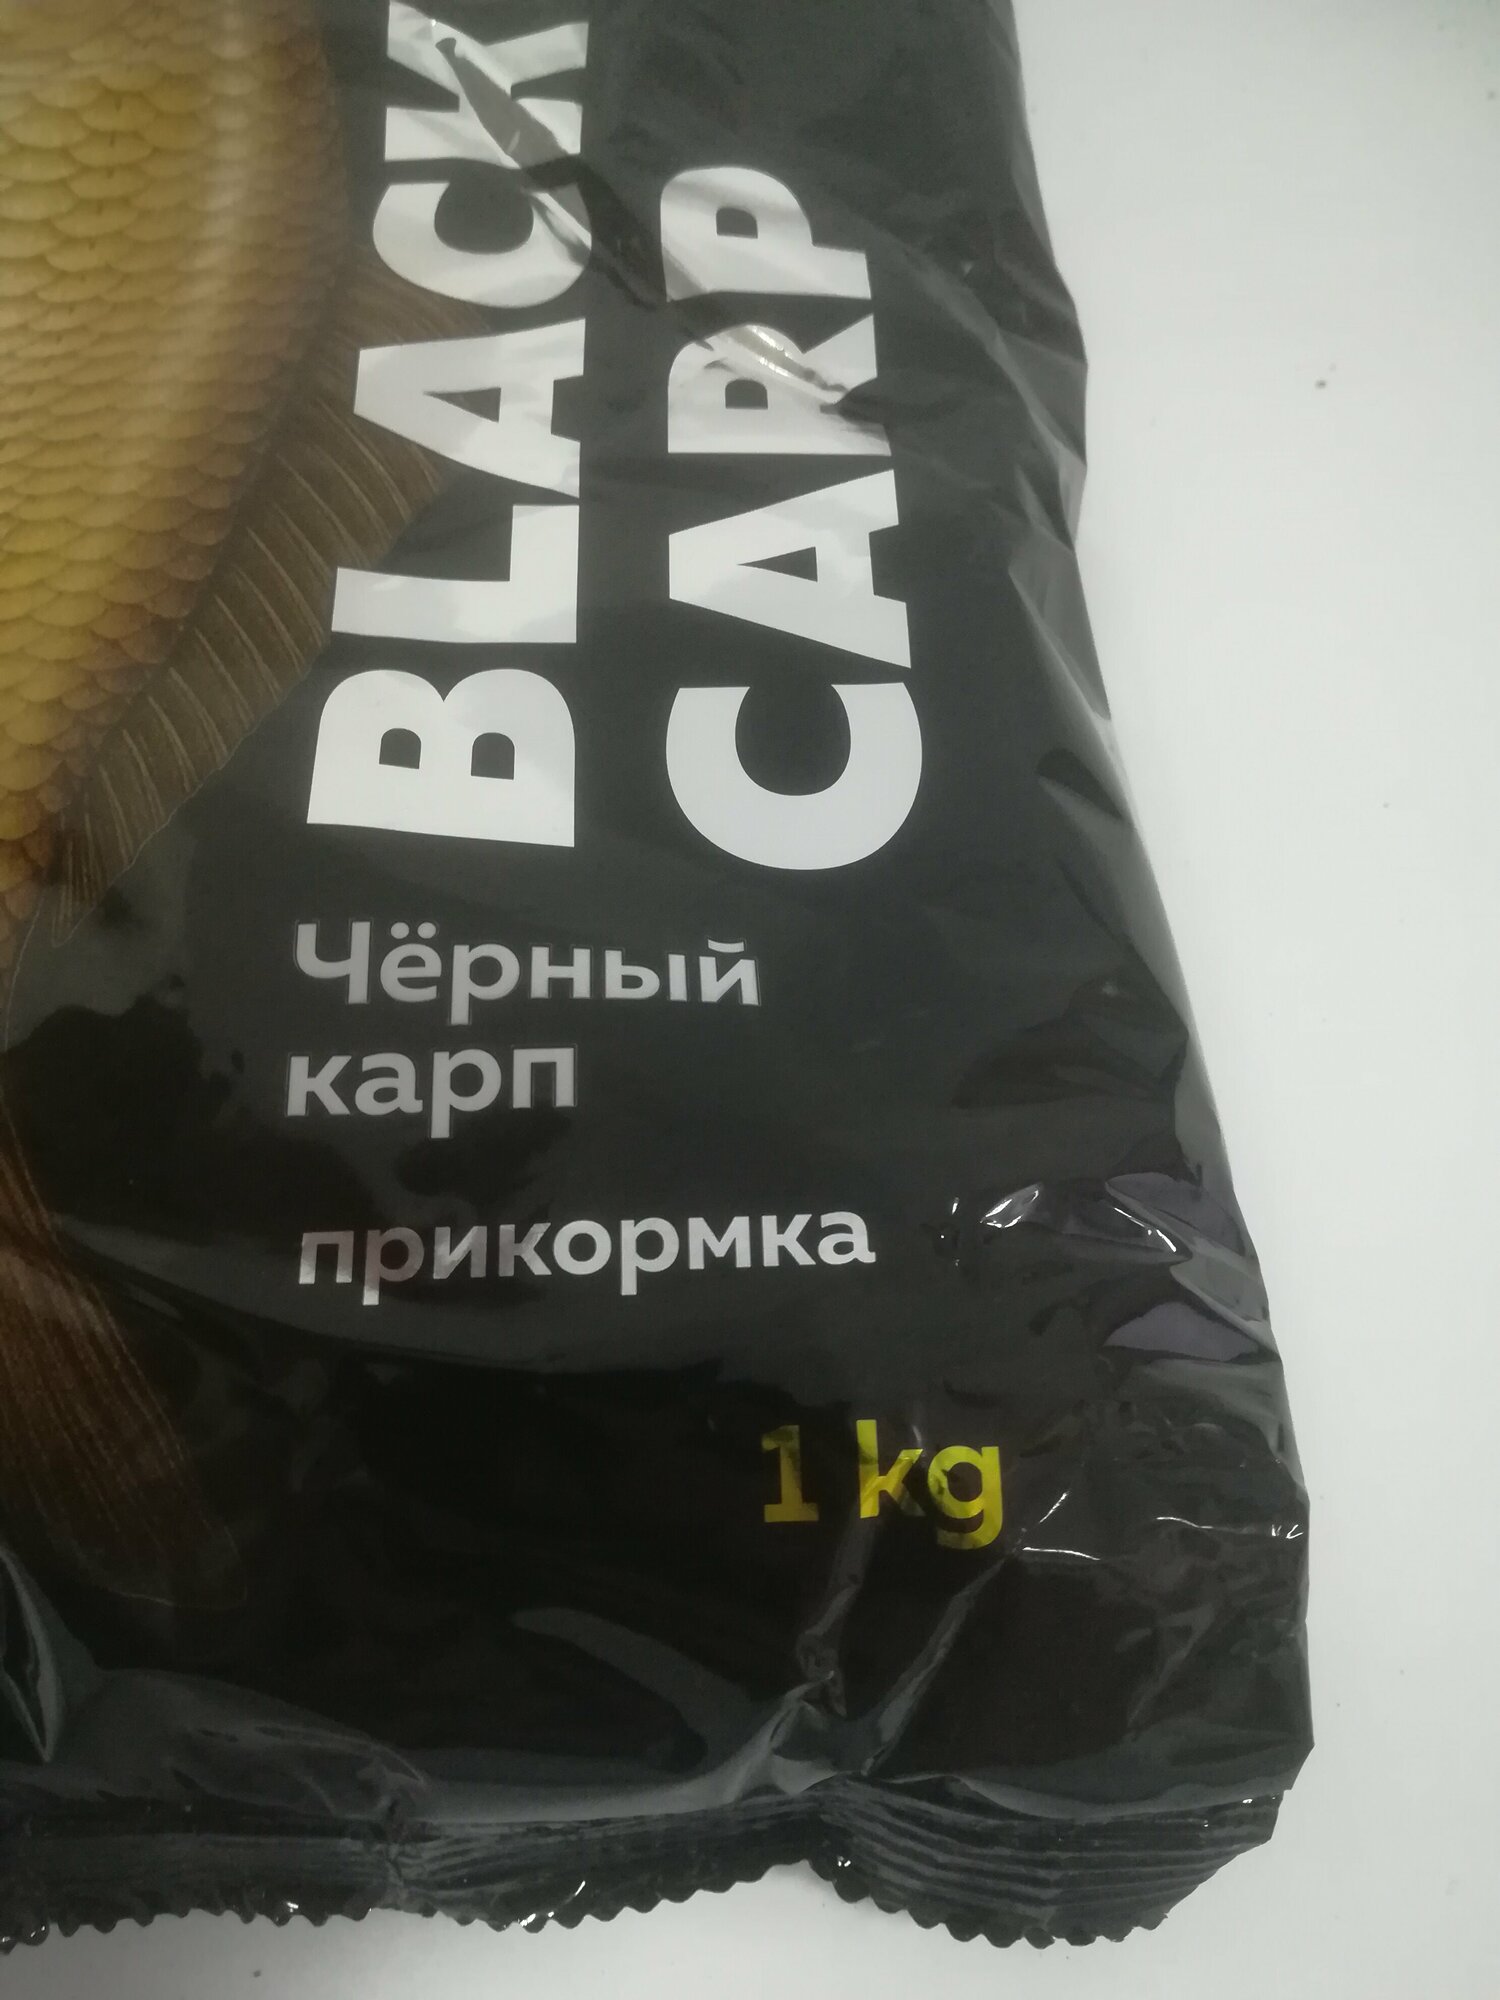 BLACK
CARP
Чёрный
карп
прикормка
1 kg